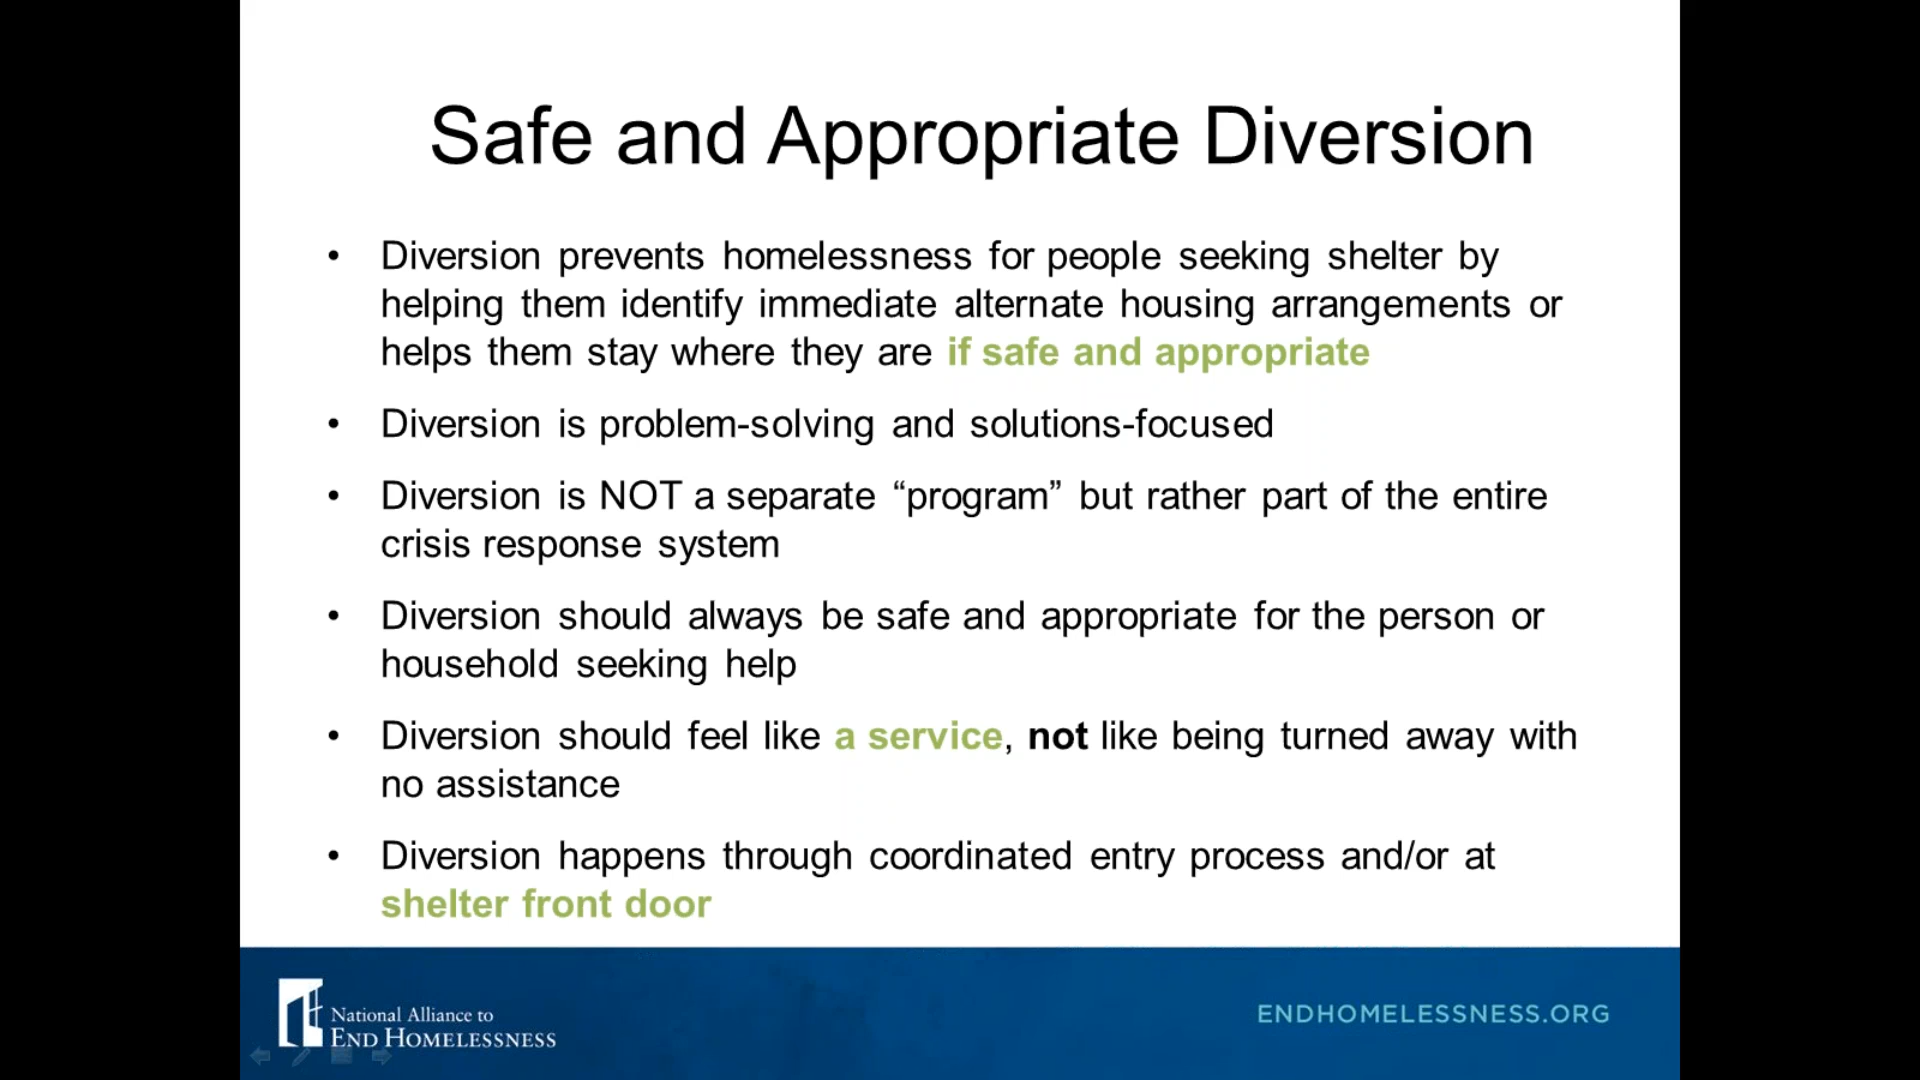 Safe and Appropriate Diversion
• Diversion prevents homelessness for people seeking shelter by
helping them identify immediate alternate housing arrangements or
helps them stay where they are if safe and appropriate
• Diversion is problem-solving and solutions-focused
• Diversion is NOT a separate “program” but rather part of the entire
crisis response system
• Diversion should always be safe and appropriate for the person or
household seeking help
• Diversion should feel like a service, not like being turned away with
no assistance
• Diversion happens through coordinated entry process and/or at
shelter front door
National Alliance to
END HOMELESSNESS
ENDHOMELESSNESS.ORG